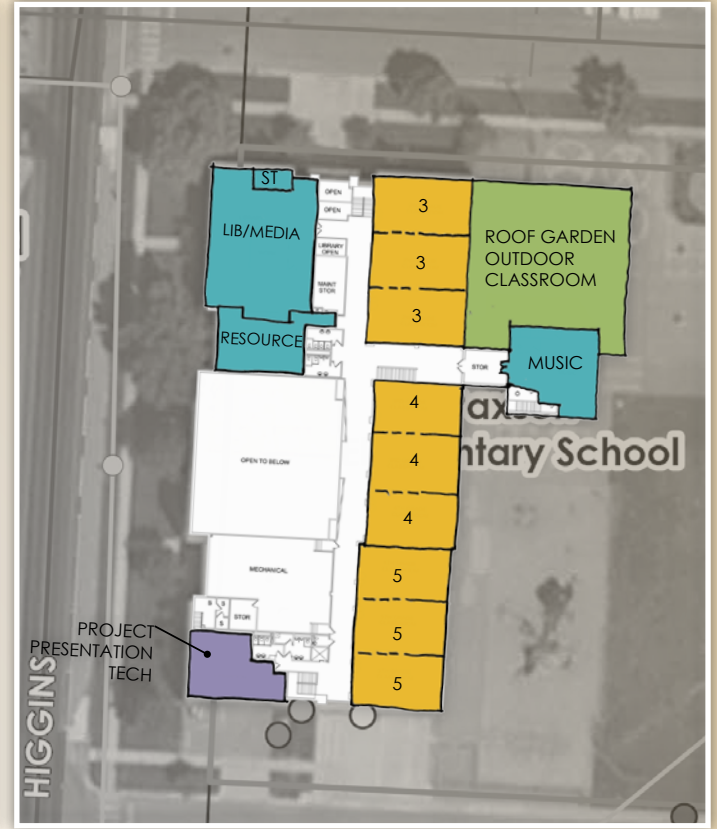 ST
OPEN
OPEN
LIB/MEDIA
LIBRARY
OPEN
MAINT
STOR
RESOURCE
3
3
3
ROOF GARDEN
OUTDOOR
CLASSROOM
STOR
MUSIC
ntary School
4
4
4
OPEN TO BELOW
MECHANICAL
S
S
S
STOR
5
5
5
PROJECT
PRESENTATION
TECH
HIGGINS